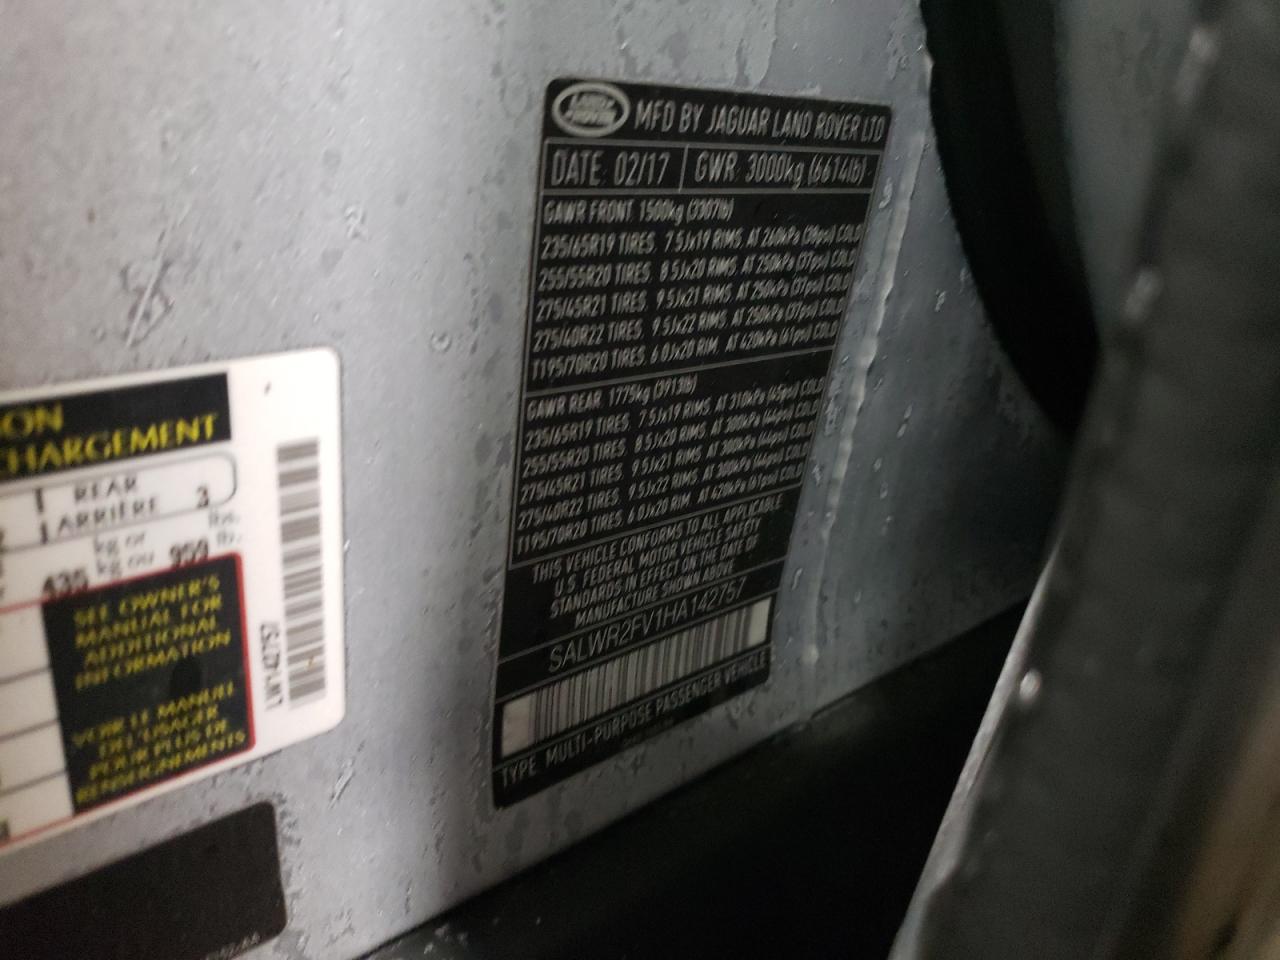 ON
CHARGEMENT
REAR 3
ARRIÈRE
kg or lbs.
435 kg ou 959 lb.
SEE OWNER'S
MANUAL FOR
ADDITIONAL
INFORMATION
VOIR LE MANUEL
DE L'USAGER
POUR PLUS DE
RENSEIGNEMENTS
LAND ROVER
MFD BY JAGUAR LAND ROVER LTD
DATE: 02/17 GWR: 3000kg (6614lb)
GAWR FRONT 1500kg (3307lb)
235/65R19 TIRES. 7.5Jx19 RIMS. AT 260kPa (38psi) COLD
255/55R20 TIRES. 8.5Jx20 RIMS. AT 250kPa (37psi) COLD
275/45R21 TIRES. 9.5Jx21 RIMS. AT 250kPa (37psi) COLD
275/40R22 TIRES. 9.5Jx22 RIMS. AT 250kPa (37psi) COLD
T195/70R20 TIRES. 6.0Jx20 RIM. AT 420kPa (61psi) COLD
GAWR REAR 1775kg (3913lb)
235/65R19 TIRES. 7.5Jx19 RIMS. AT 310kPa (45psi) COLD
255/55R20 TIRES. 8.5Jx20 RIMS. AT 300kPa (44psi) COLD
275/45R21 TIRES. 9.5Jx21 RIMS. AT 300kPa (44psi) COLD
275/40R22 TIRES. 9.5Jx22 RIMS. AT 300kPa (44psi) COLD
T195/70R20 TIRES. 6.0Jx20 RIM. AT 420kPa (61psi) COLD
THIS VEHICLE CONFORMS TO ALL APPLICABLE
U.S. FEDERAL MOTOR VEHICLE SAFETY
STANDARDS IN EFFECT ON THE DATE OF
MANUFACTURE SHOWN ABOVE
SALWR2FV1HA142757
TYPE: MULTI-PURPOSE PASSENGER VEHICLE